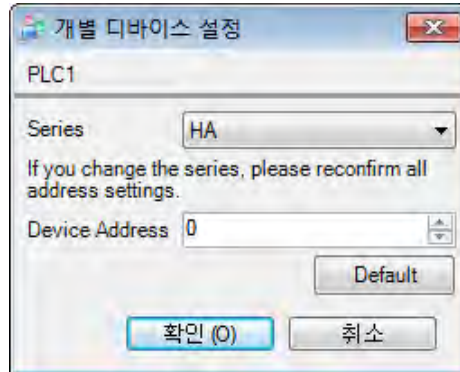 개별 디바이스 설정
PLC1
Series HA
If you change the series, please reconfirm all
address settings.
Device Address 0
Default
확인 (O) 취소